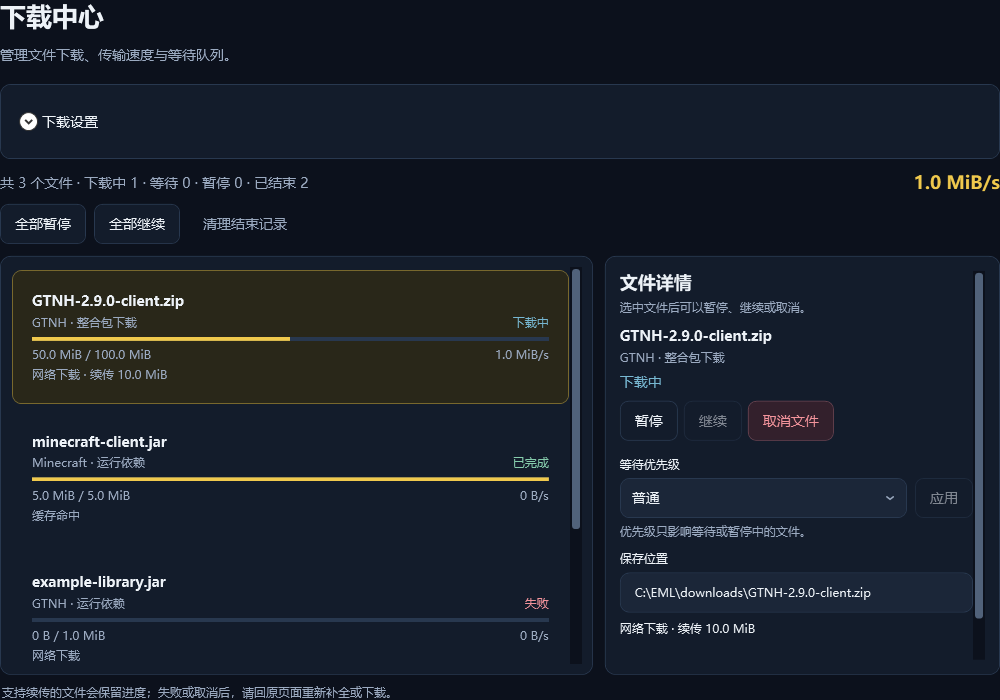 下载中心
管理文件下载、传输速度与等待队列。
下载设置
共 3 个文件 · 下载中 1 · 等待 0 · 暂停 0 · 已结束 2
1.0 MiB/s
全部暂停
全部继续
清理结束记录
GTNH-2.9.0-client.zip
GTNH · 整合包下载
下载中
50.0 MiB / 100.0 MiB
1.0 MiB/s
网络下载 · 续传 10.0 MiB
minecraft-client.jar
Minecraft · 运行依赖
已完成
5.0 MiB / 5.0 MiB
0 B/s
缓存命中
example-library.jar
GTNH · 运行依赖
失败
0 B / 1.0 MiB
0 B/s
网络下载
文件详情
选中文件后可以暂停、继续或取消。
GTNH-2.9.0-client.zip
GTNH · 整合包下载
下载中
暂停
继续
取消文件
等待优先级
普通
应用
优先级只影响等待或暂停中的文件。
保存位置
C:\EML\downloads\GTNH-2.9.0-client.zip
网络下载 · 续传 10.0 MiB
支持续传的文件会保留进度；失败或取消后，请回原页面重新补全或下载。